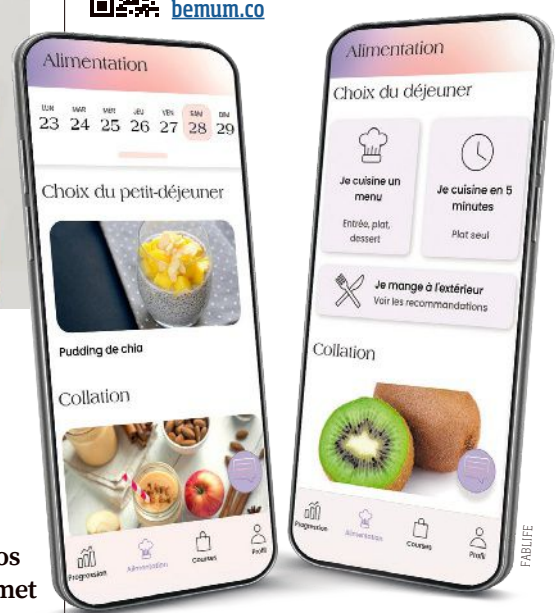 bemum.co
Alimentation
LUN MAR MER JEU VEN SAM DIM
23 24 25 26 27 28 29
Choix du petit-déjeuner
Pudding de chia
Collation
Progression
Alimentation
Courses
Profil
Alimentation
Choix du déjeuner
Je cuisine un
menu
Entrée, plat,
dessert
Je cuisine en 5
minutes
Plat seul
Je mange à l'extérieur
Voir les recommandations
Collation
Progression
Alimentation
Courses
Profil
FABLIFE
os
met